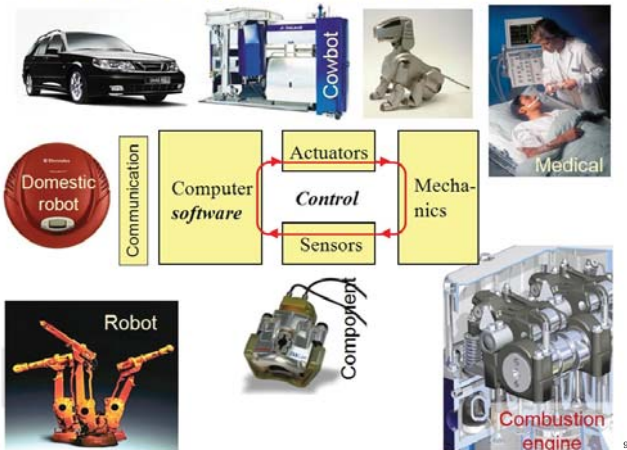 Cowbot
Medical
Domestic
robot
Communication
Computer
software
Actuators
Control
Sensors
Mecha-
nics
Robot
Component
Combustion
engine
9